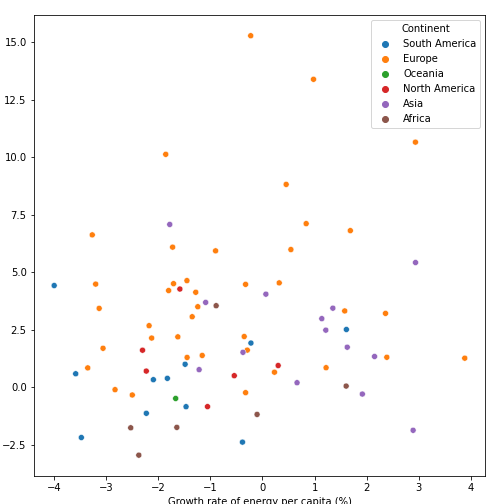 Continent
South America
Europe
Oceania
North America
Asia
Africa
15.0
12.5
10.0
7.5
5.0
2.5
0.0
−2.5
−4 −3 −2 −1 0 1 2 3 4
Growth rate of energy per capita (%)